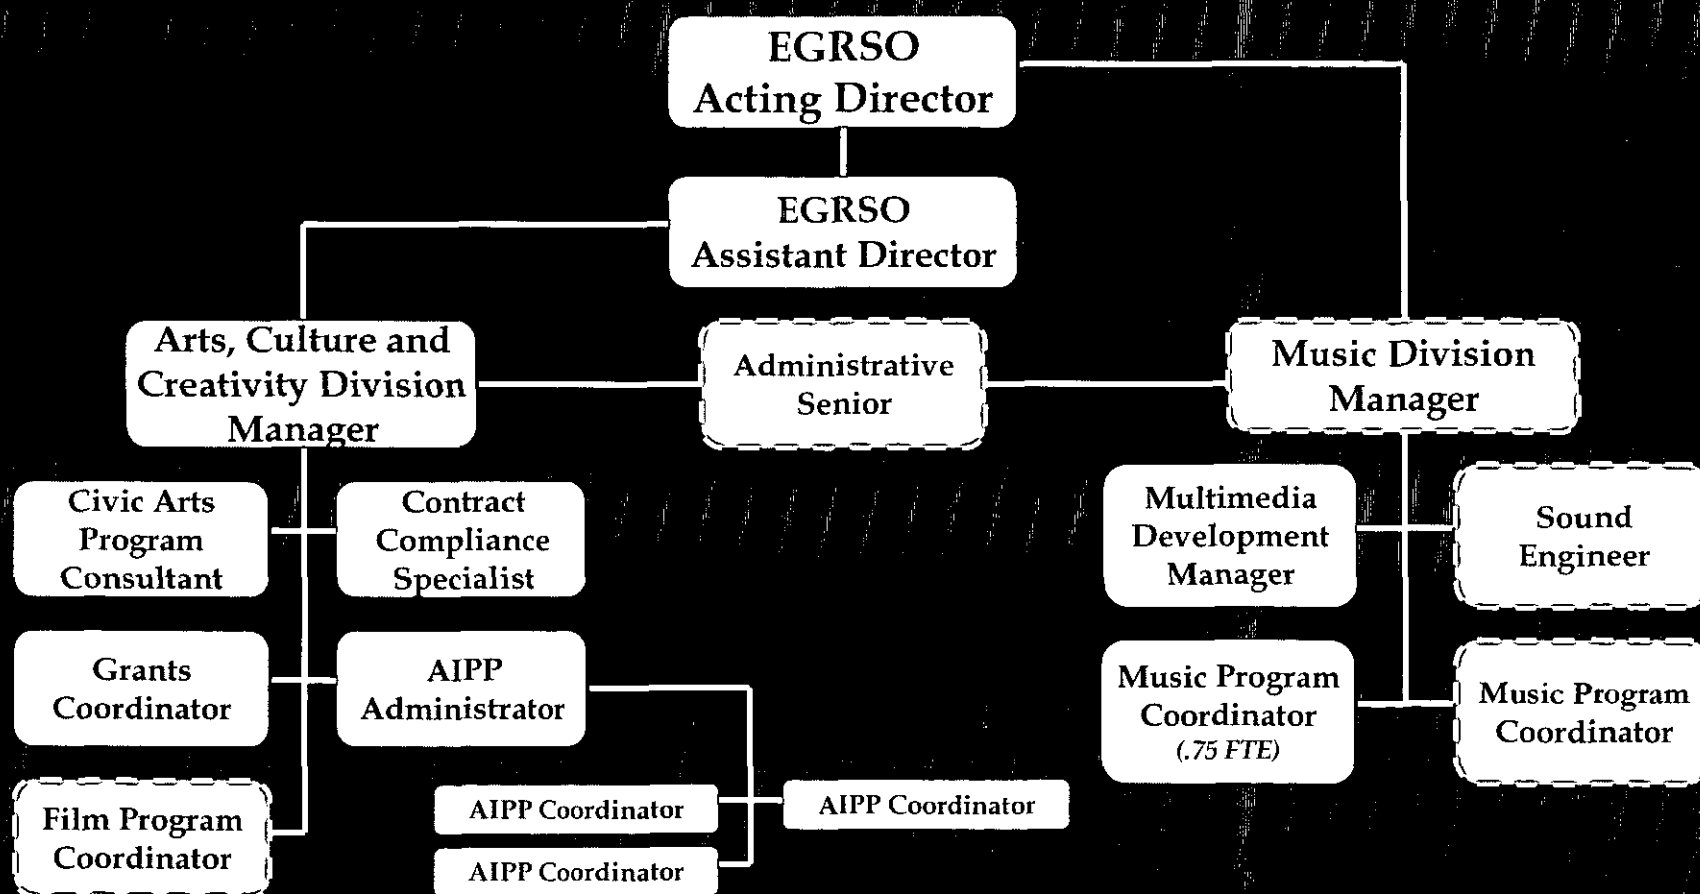 EGRSO
Acting Director
EGRSO
Assistant Director
Arts, Culture and
Creativity Division
Manager
Administrative
Senior
Music Division
Manager
Civic Arts
Program
Consultant
Contract
Compliance
Specialist
Multimedia
Development
Manager
Sound
Engineer
Grants
Coordinator
AIPP
Administrator
Music Program
Coordinator
(.75 FTE)
Music Program
Coordinator
Film Program
Coordinator
AIPP Coordinator
AIPP Coordinator
AIPP Coordinator